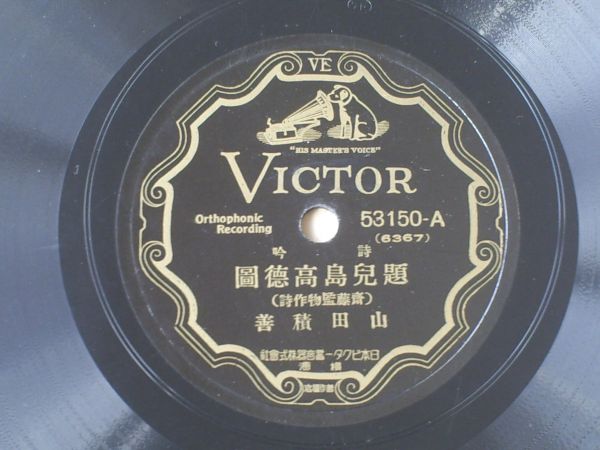 VE
"HIS MASTER'S VOICE"
VICTOR
Orthophonic Recording
53150-A
(6367)
詩吟
題兒島高德圖
(齋藤監物作詩)
山田積善
日本ビクター蓄音器株式會社
橫濱